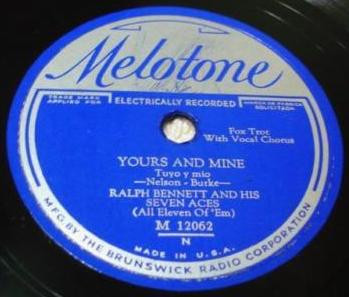 Melotone
TRADE MARK
APPLIED FOR
ELECTRICALLY RECORDED
MARCA DE FABRICA
SOLICITADA
Fox Trot
With Vocal Chorus
YOURS AND MINE
Tuyo y mio
—Nelson - Burke—
RALPH BENNETT AND HIS
SEVEN ACES
(All Eleven Of 'Em)
M 12062
N
MADE IN U.S.A.
MFG. BY THE BRUNSWICK RADIO CORPORATION